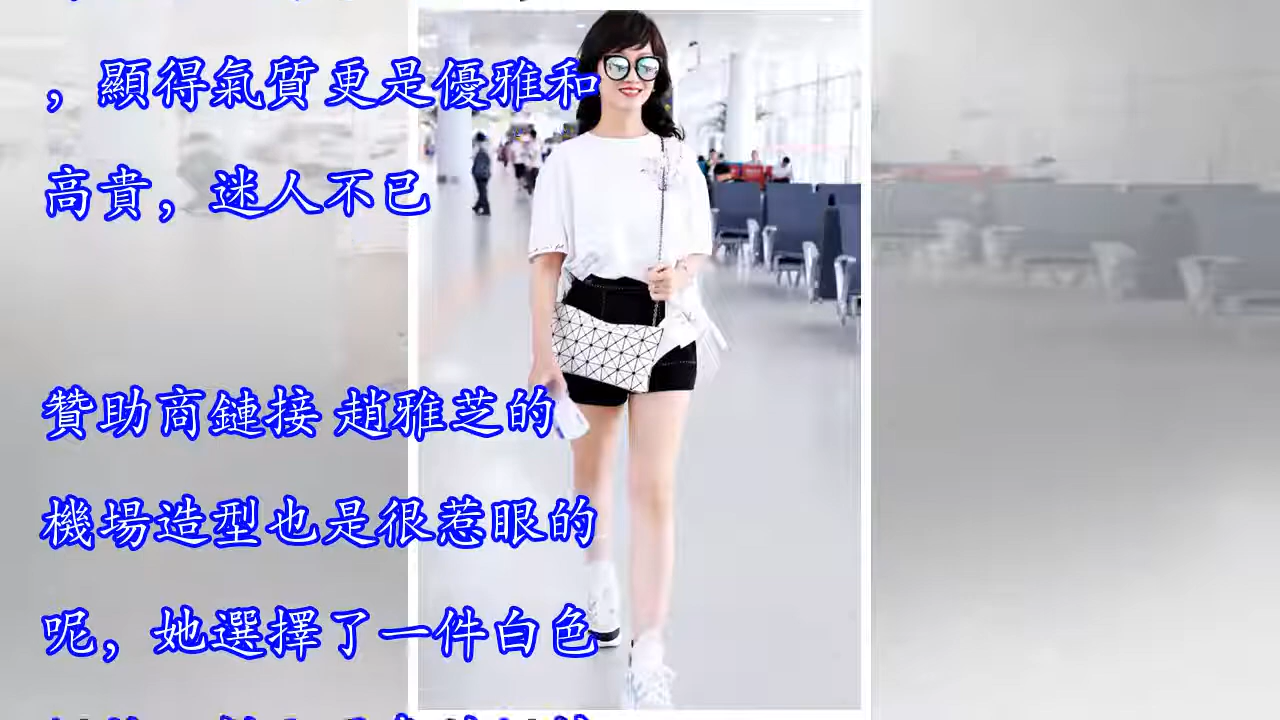 ，顯得氣質更是優雅和
高貴，迷人不已
贊助商鏈接 趙雅芝的
機場造型也是很惹眼的
呢，她選擇了一件白色